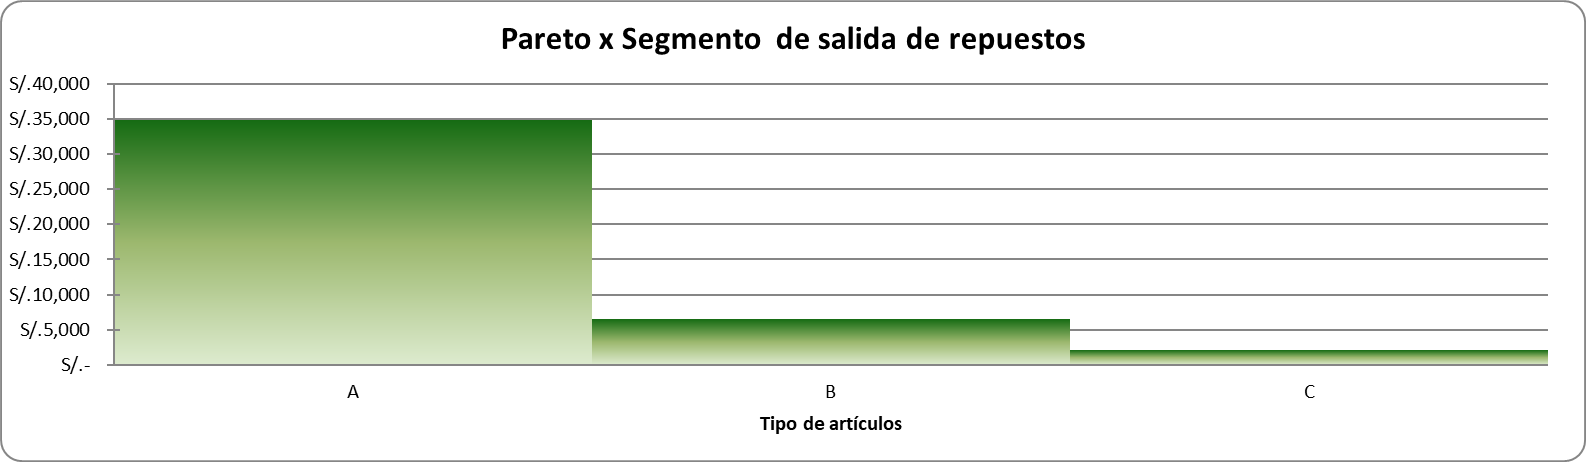 Pareto x Segmento  de salida de repuestos
S/.40,000
S/.35,000
S/.30,000
S/.25,000
S/.20,000
S/.15,000
S/.10,000
S/.5,000
S/.-
A B C
Tipo de artículos